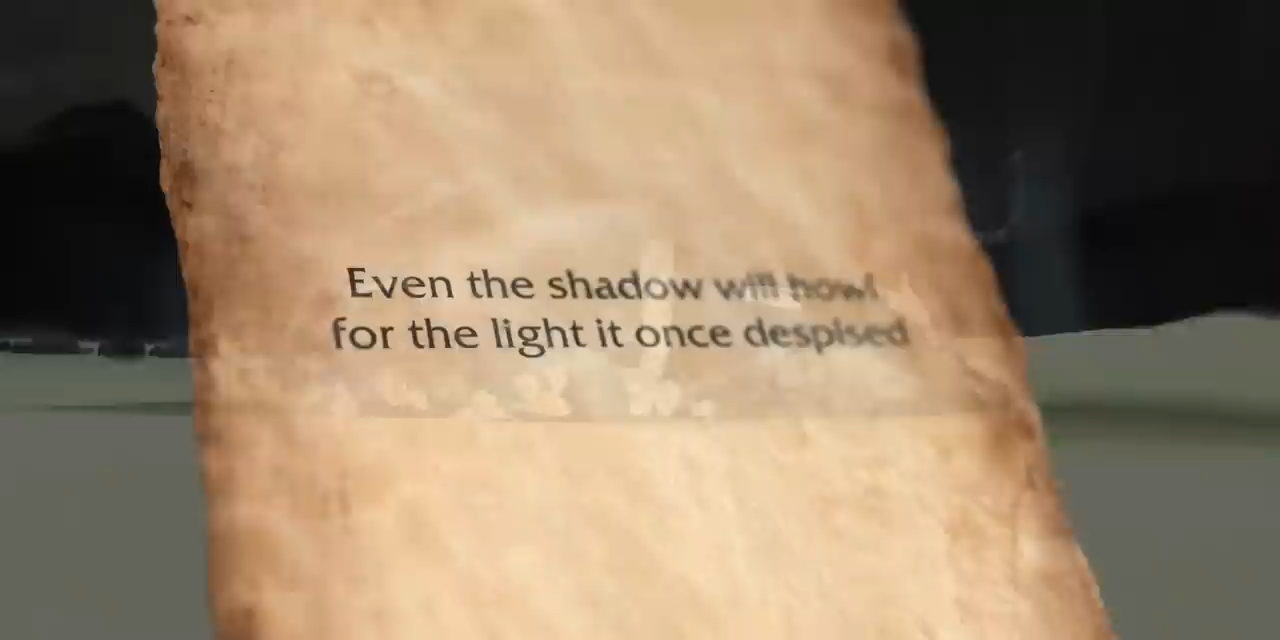 Even the shadow will howl
for the light it once despised